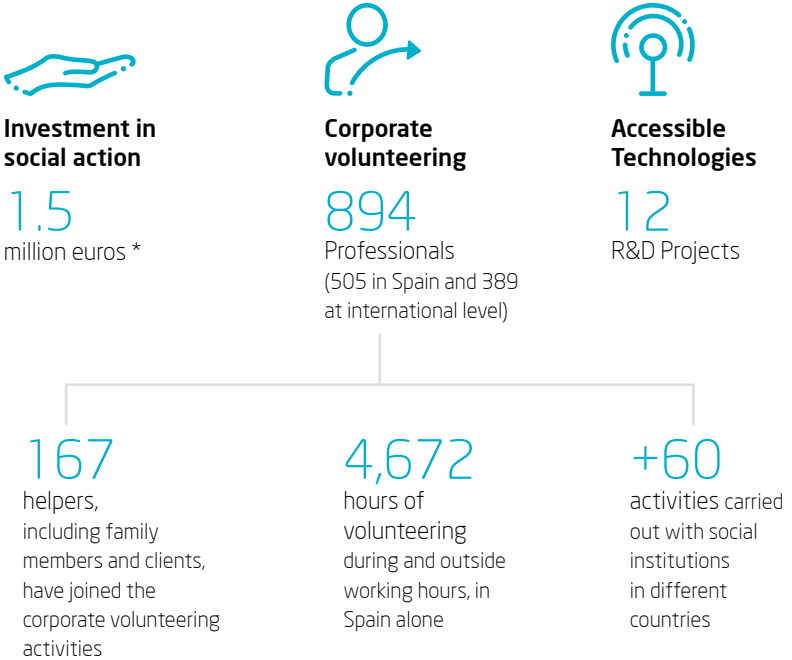 Investment in
social action
1.5
million euros *
Corporate
volunteering
894
Professionals
(505 in Spain and 389
at international level)
Accessible
Technologies
12
R&D Projects
167
helpers,
including family
members and clients,
have joined the
corporate volunteering
activities
4,672
hours of
volunteering
during and outside
working hours, in
Spain alone
+60
activities carried
out with social
institutions
in different
countries